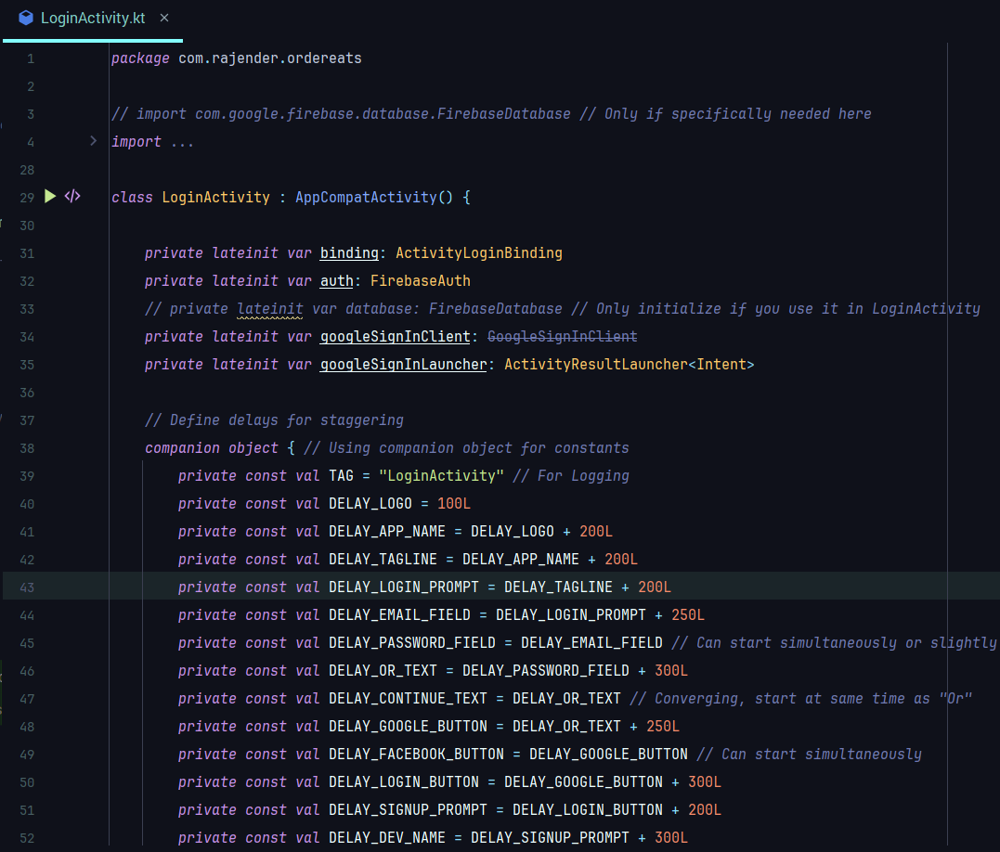 LoginActivity.kt ×
1 package com.rajender.ordereats
2
3 // import com.google.firebase.database.FirebaseDatabase // Only if specifically needed here
4 import ...
28
29 class LoginActivity : AppCompatActivity() {
30
31 private lateinit var binding: ActivityLoginBinding
32 private lateinit var auth: FirebaseAuth
33 // private lateinit var database: FirebaseDatabase // Only initialize if you use it in LoginActivity
34 private lateinit var googleSignInClient: GoogleSignInClient
35 private lateinit var googleSignInLauncher: ActivityResultLauncher<Intent>
36
37 // Define delays for staggering
38 companion object { // Using companion object for constants
39 private const val TAG = "LoginActivity" // For Logging
40 private const val DELAY_LOGO = 100L
41 private const val DELAY_APP_NAME = DELAY_LOGO + 200L
42 private const val DELAY_TAGLINE = DELAY_APP_NAME + 200L
43 private const val DELAY_LOGIN_PROMPT = DELAY_TAGLINE + 200L
44 private const val DELAY_EMAIL_FIELD = DELAY_LOGIN_PROMPT + 250L
45 private const val DELAY_PASSWORD_FIELD = DELAY_EMAIL_FIELD // Can start simultaneously or slightly
46 private const val DELAY_OR_TEXT = DELAY_PASSWORD_FIELD + 300L
47 private const val DELAY_CONTINUE_TEXT = DELAY_OR_TEXT // Converging, start at same time as "Or"
48 private const val DELAY_GOOGLE_BUTTON = DELAY_OR_TEXT + 250L
49 private const val DELAY_FACEBOOK_BUTTON = DELAY_GOOGLE_BUTTON // Can start simultaneously
50 private const val DELAY_LOGIN_BUTTON = DELAY_GOOGLE_BUTTON + 300L
51 private const val DELAY_SIGNUP_PROMPT = DELAY_LOGIN_BUTTON + 200L
52 private const val DELAY_DEV_NAME = DELAY_SIGNUP_PROMPT + 300L